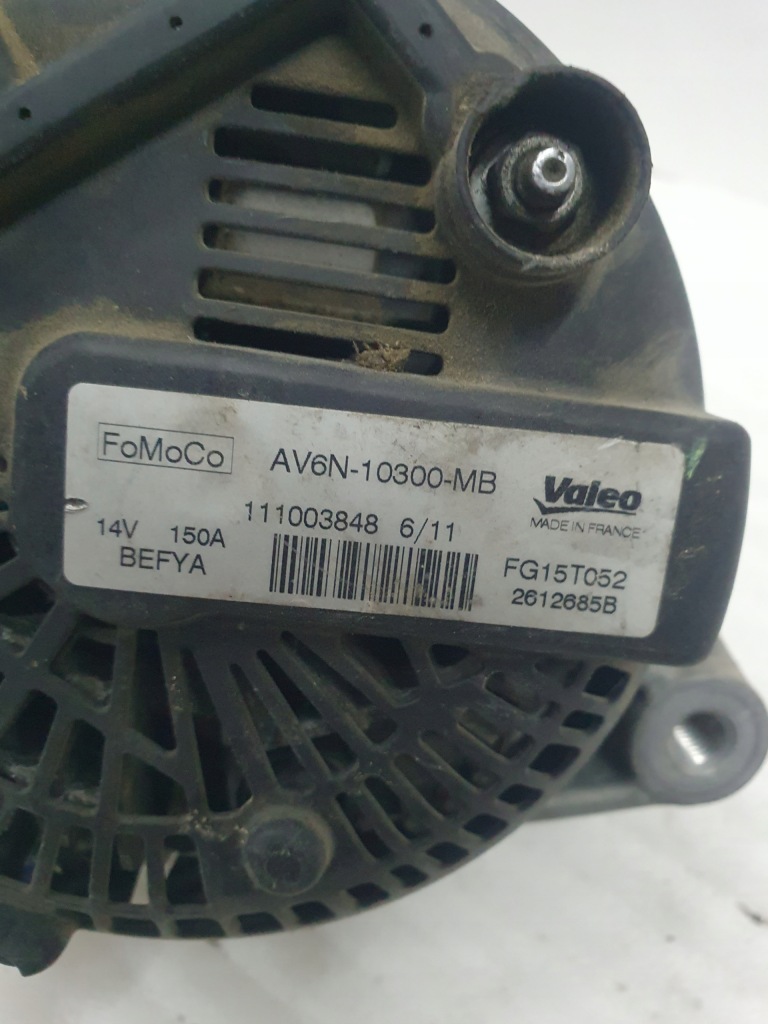 FoMoCo
AV6N-10300-MB
Valeo
MADE IN FRANCE
111003848 6/11
14V 150A
BEFYA
FG15T052
2612685B